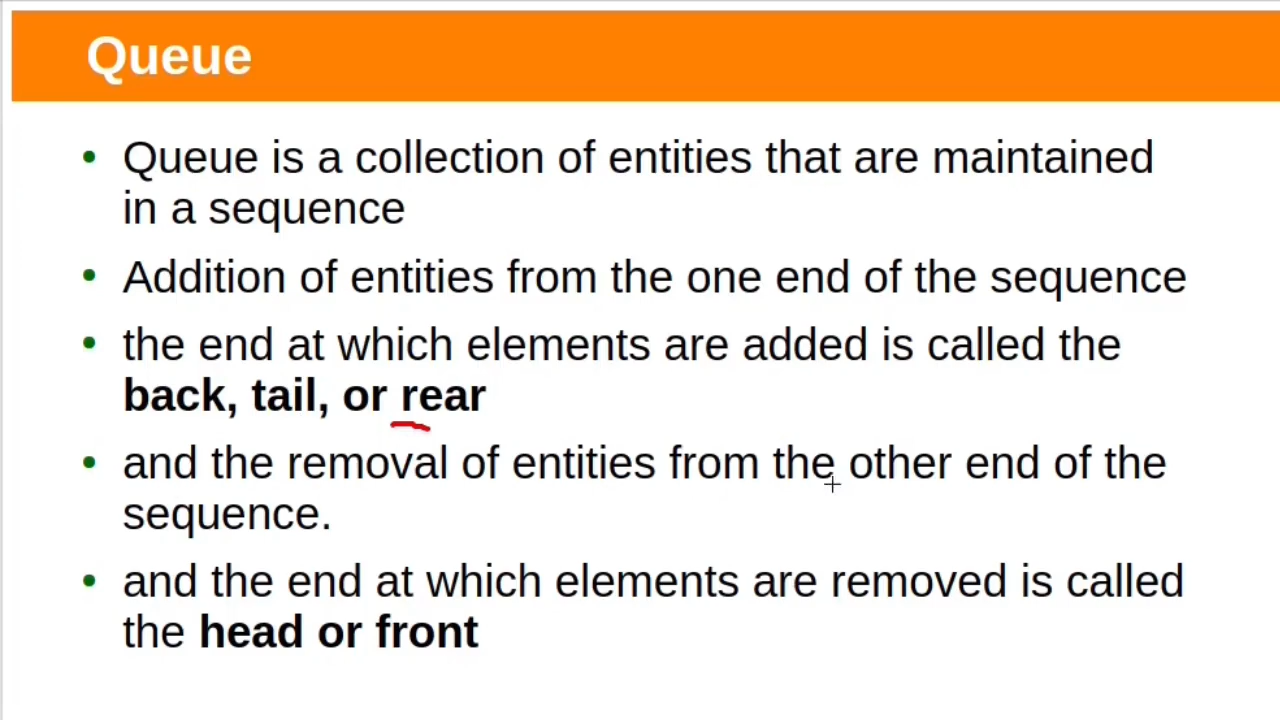 Queue
• Queue is a collection of entities that are maintained
in a sequence
• Addition of entities from the one end of the sequence
• the end at which elements are added is called the
back, tail, or rear
• and the removal of entities from the other end of the
sequence.
• and the end at which elements are removed is called
the head or front